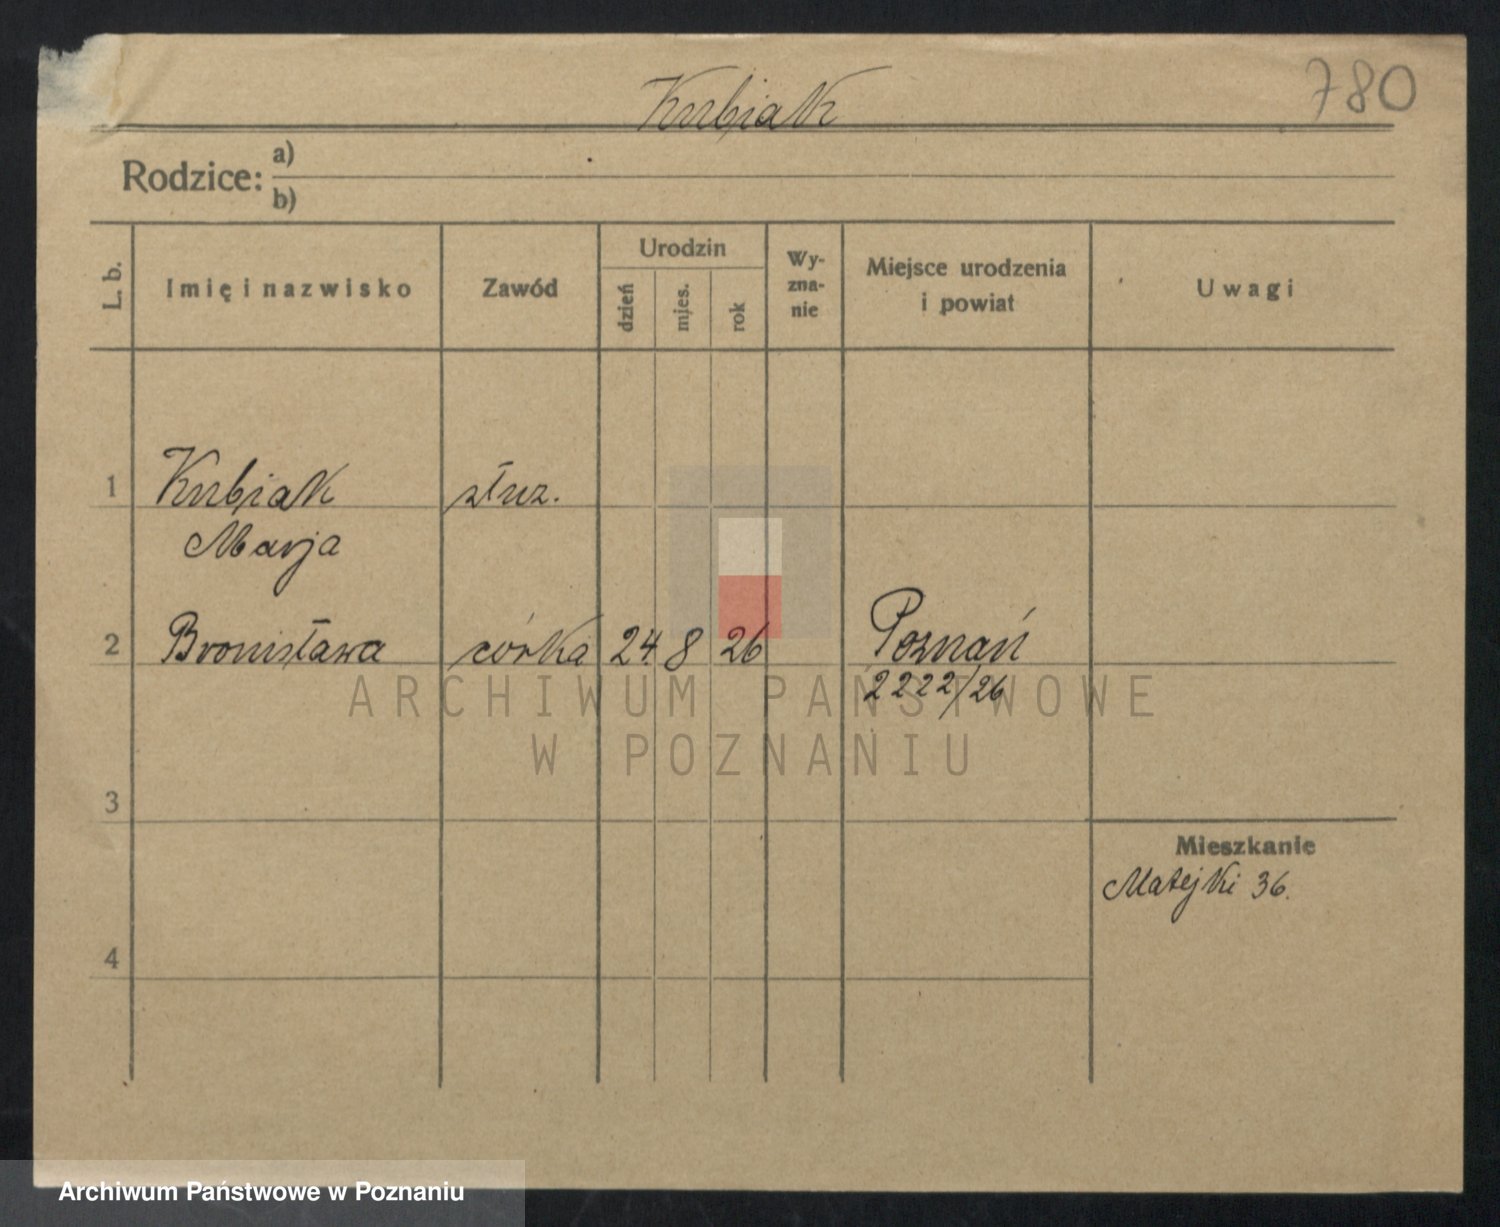 780
Kubiak
Rodzice: a)
b)
L. b.
Imię i nazwisko
Zawód
Urodzin
dzień
mies.
rok
Wy-
zna-
nie
Miejsce urodzenia
i powiat
Uwagi
1 Kubiak służ.
Marja
2 Bronisława córka 24. 8 26 Poznań
2222/26
ARCHIWUM PAŃSTWOWE
W POZNANIU
3
Mieszkanie
Matejki 36.
4
Archiwum Państwowe w Poznaniu